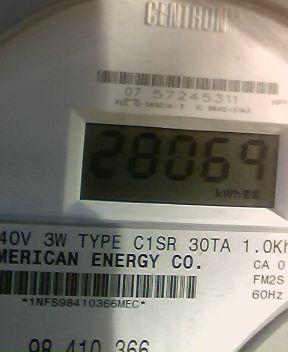 CENTRON®
07 57245311
28069
kWh
40V 3W TYPE C1SR 30TA 1.0Kh
MERICAN ENERGY CO.
CA 0
FM2S
60Hz
*1NFS98410366MEC*
98 410 366